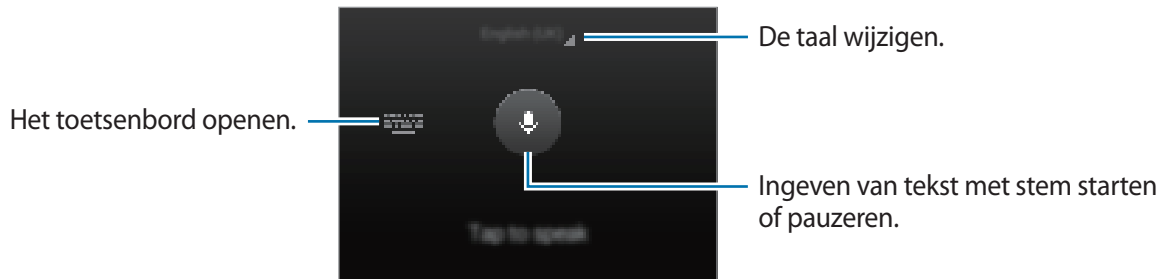 English (UK)
De taal wijzigen.
Het toetsenbord openen.
Ingeven van tekst met stem starten
of pauzeren.
Tap to speak